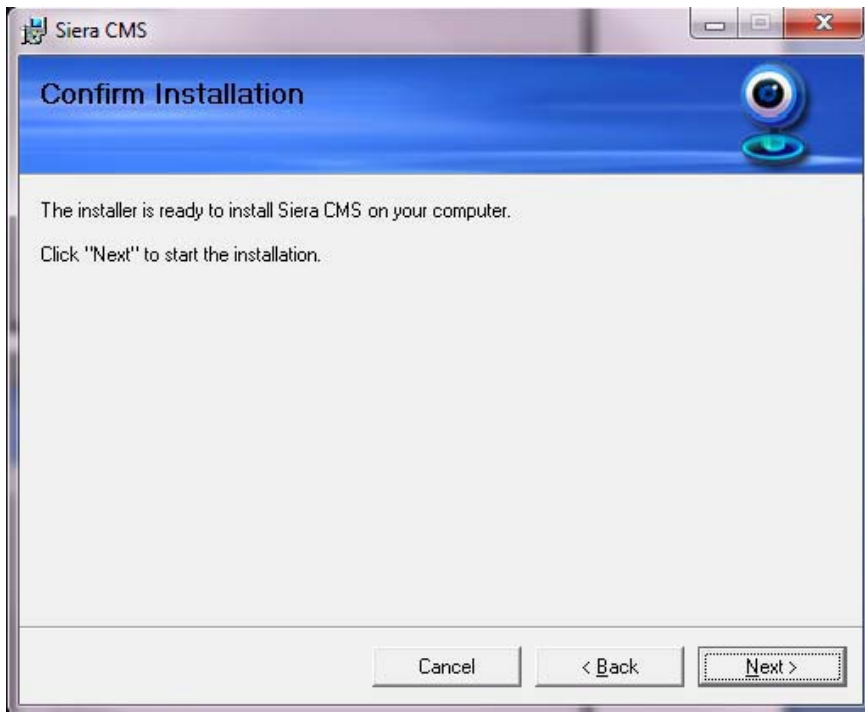 Siera CMS
Confirm Installation
The installer is ready to install Siera CMS on your computer.
Click "Next" to start the installation.
Cancel
< Back
Next >